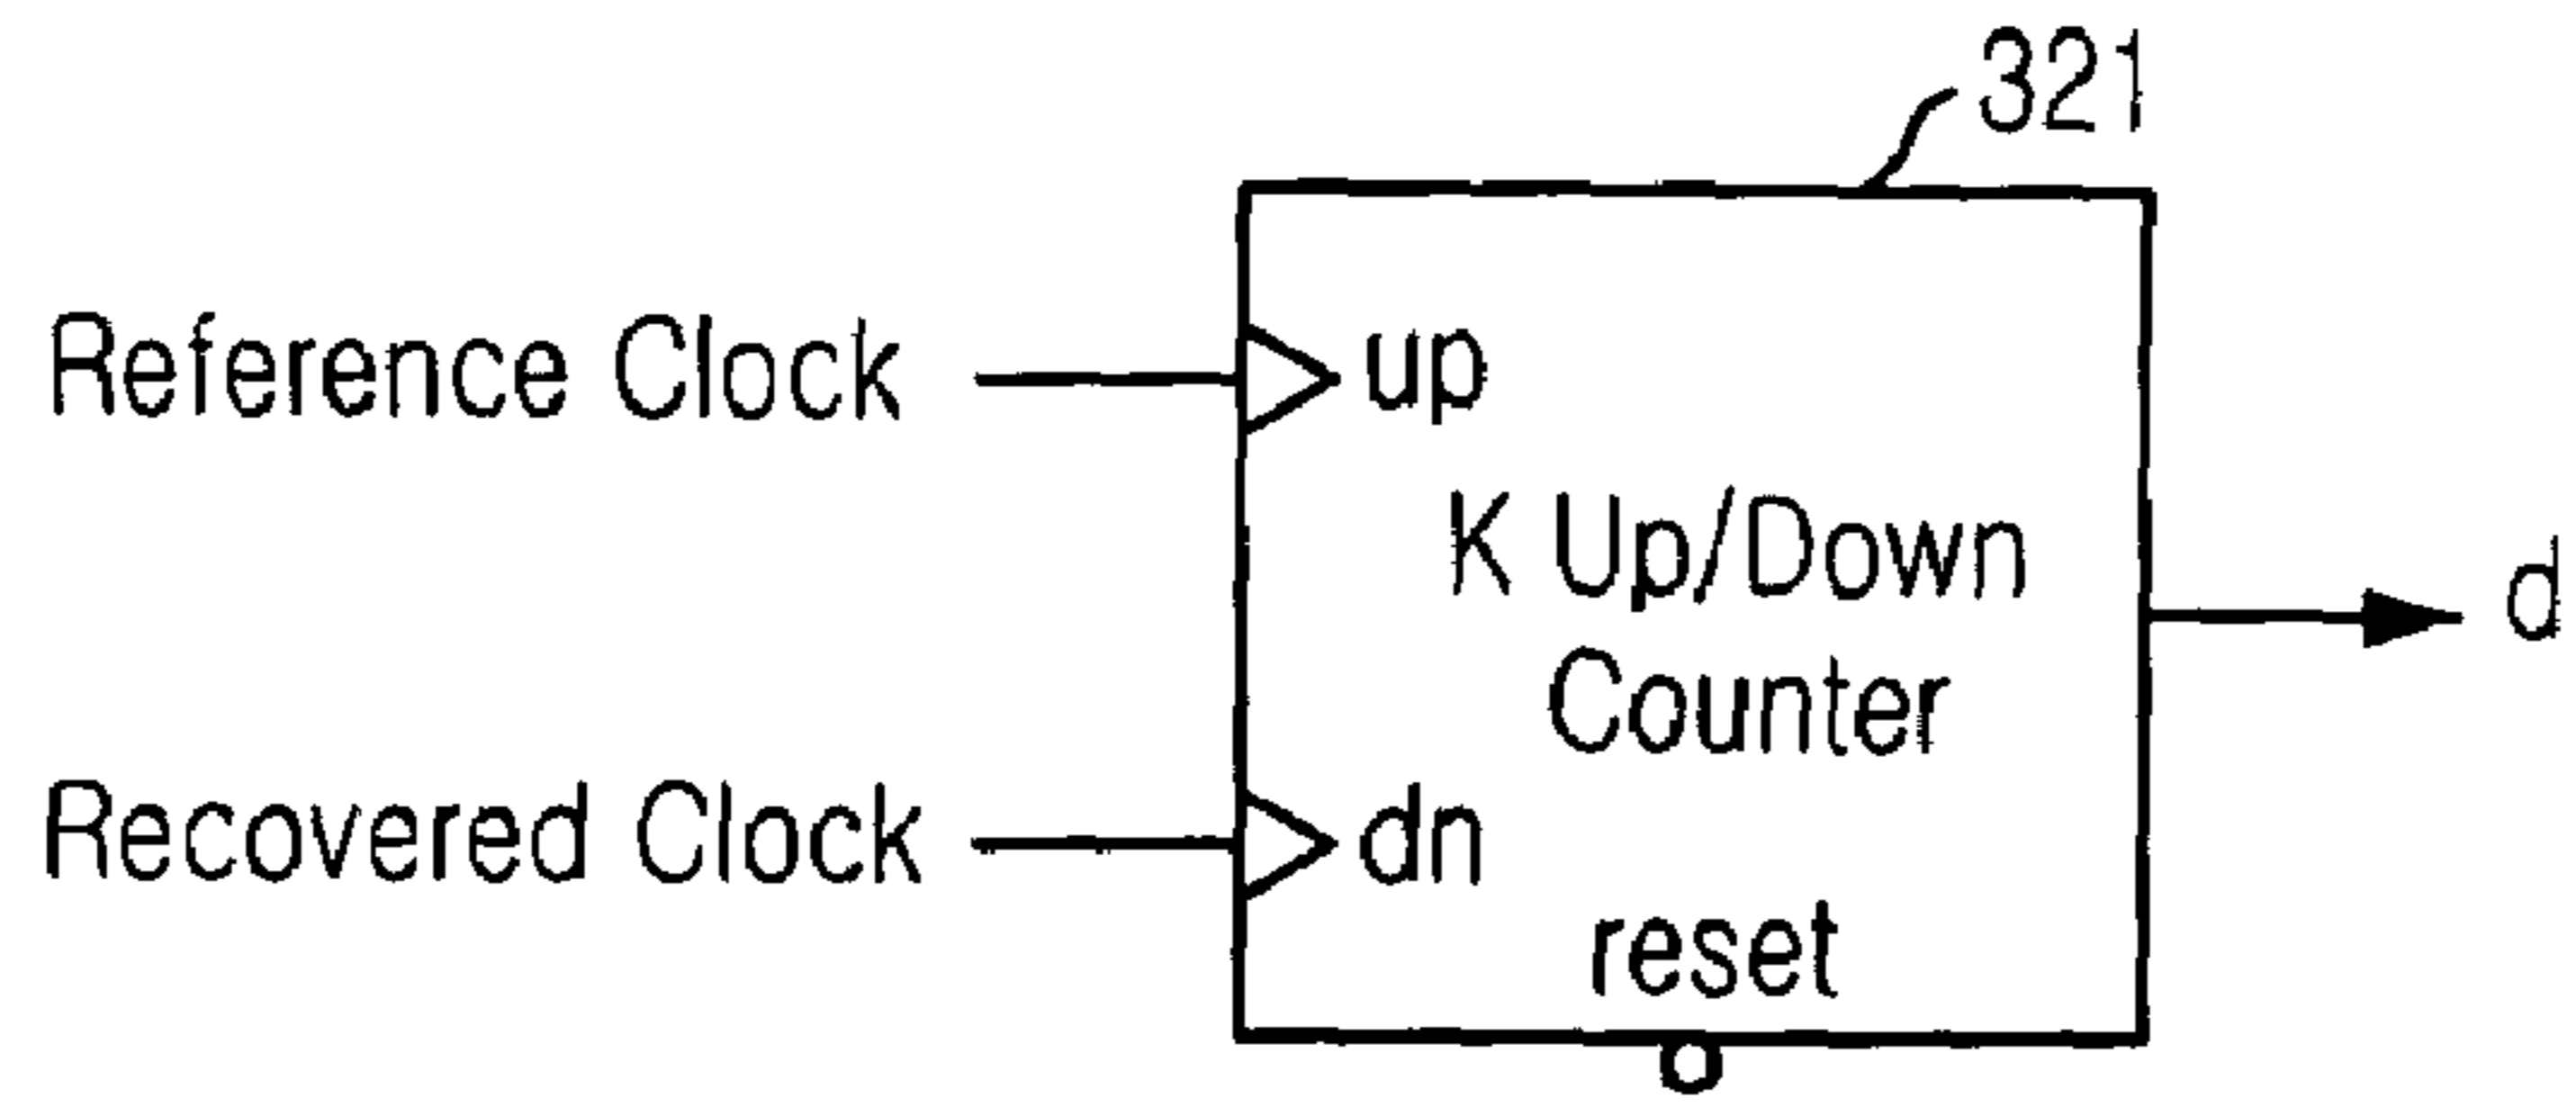 321
Reference Clock
up
K Up/Down
Counter
d
Recovered Clock
dn
reset